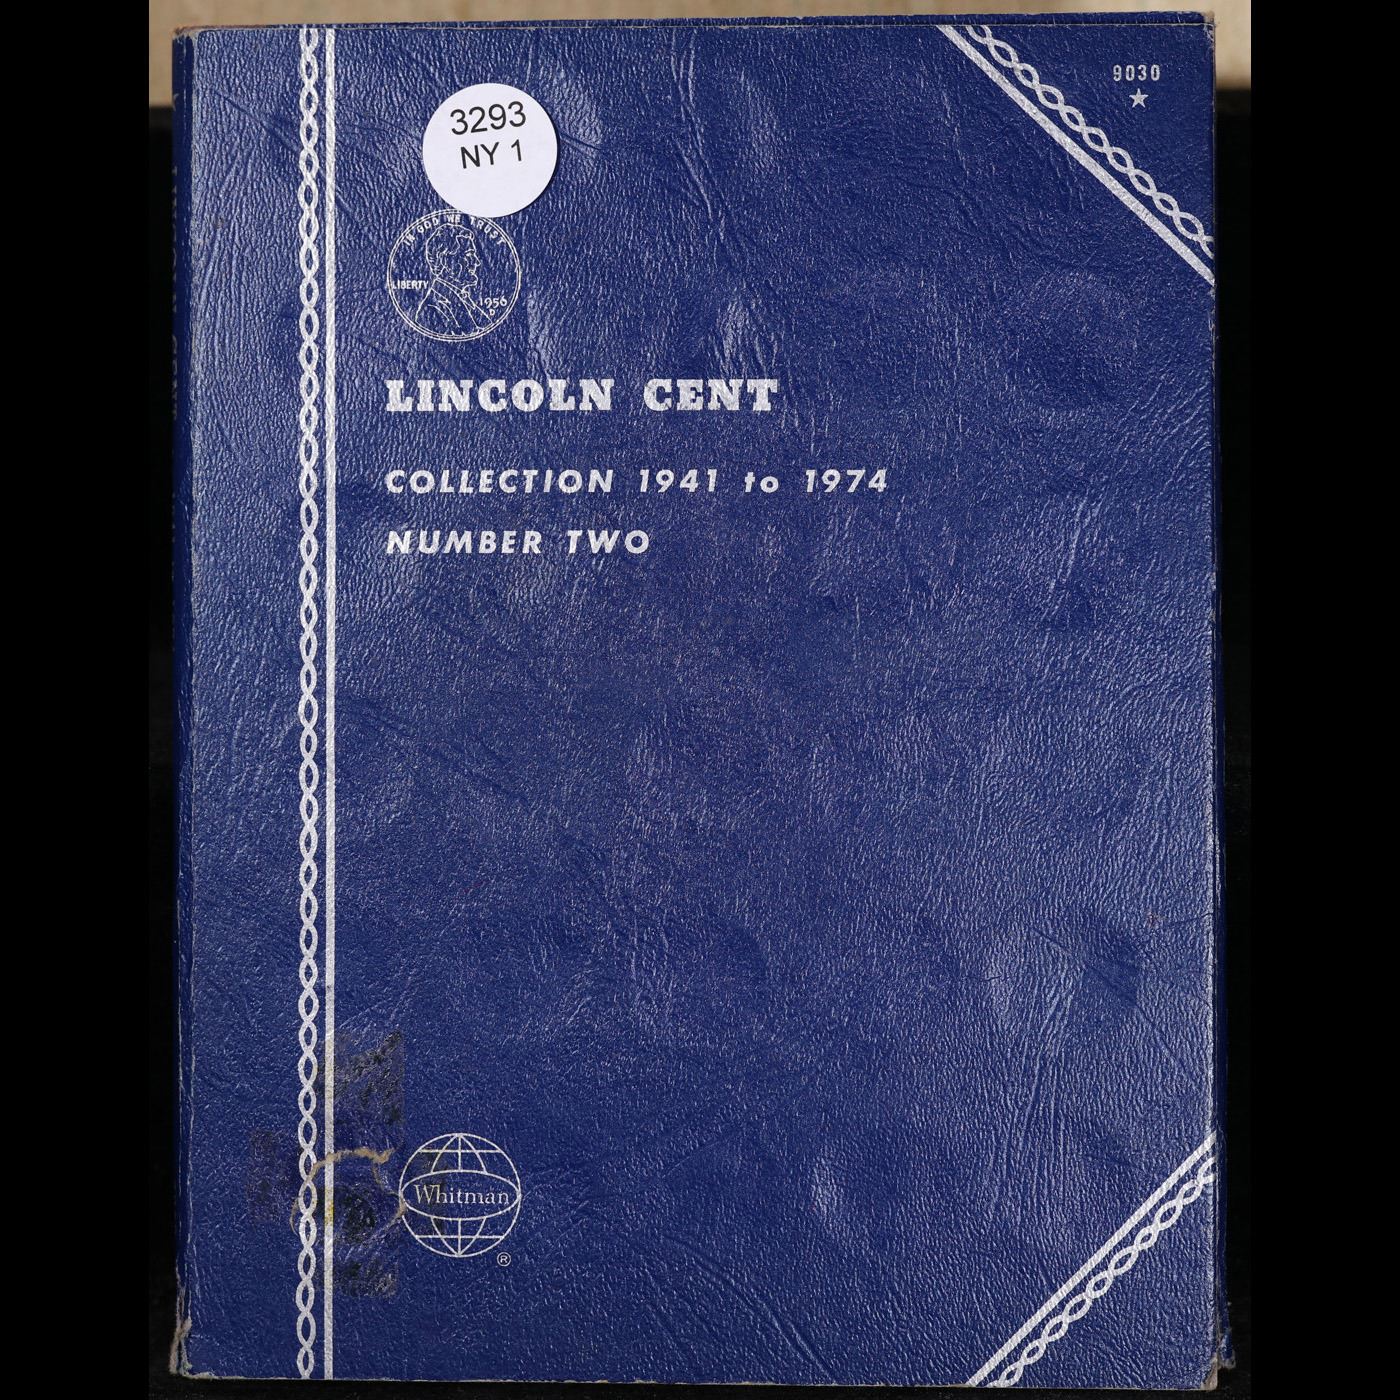 9030
3293
NY 1
IN GOD WE TRUST
LIBERTY
1956
D
LINCOLN CENT
COLLECTION 1941 to 1974
NUMBER TWO
Whitman
®